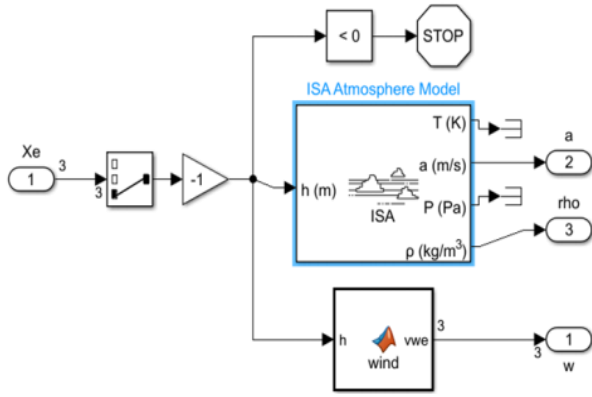 < 0
STOP
ISA Atmosphere Model
T (K)
Xe
a
3
1
3
-1
h (m)
a (m/s)
2
ISA
P (Pa)
rho
ρ (kg/m³)
3
h
wind
vwe
3
3
1
w